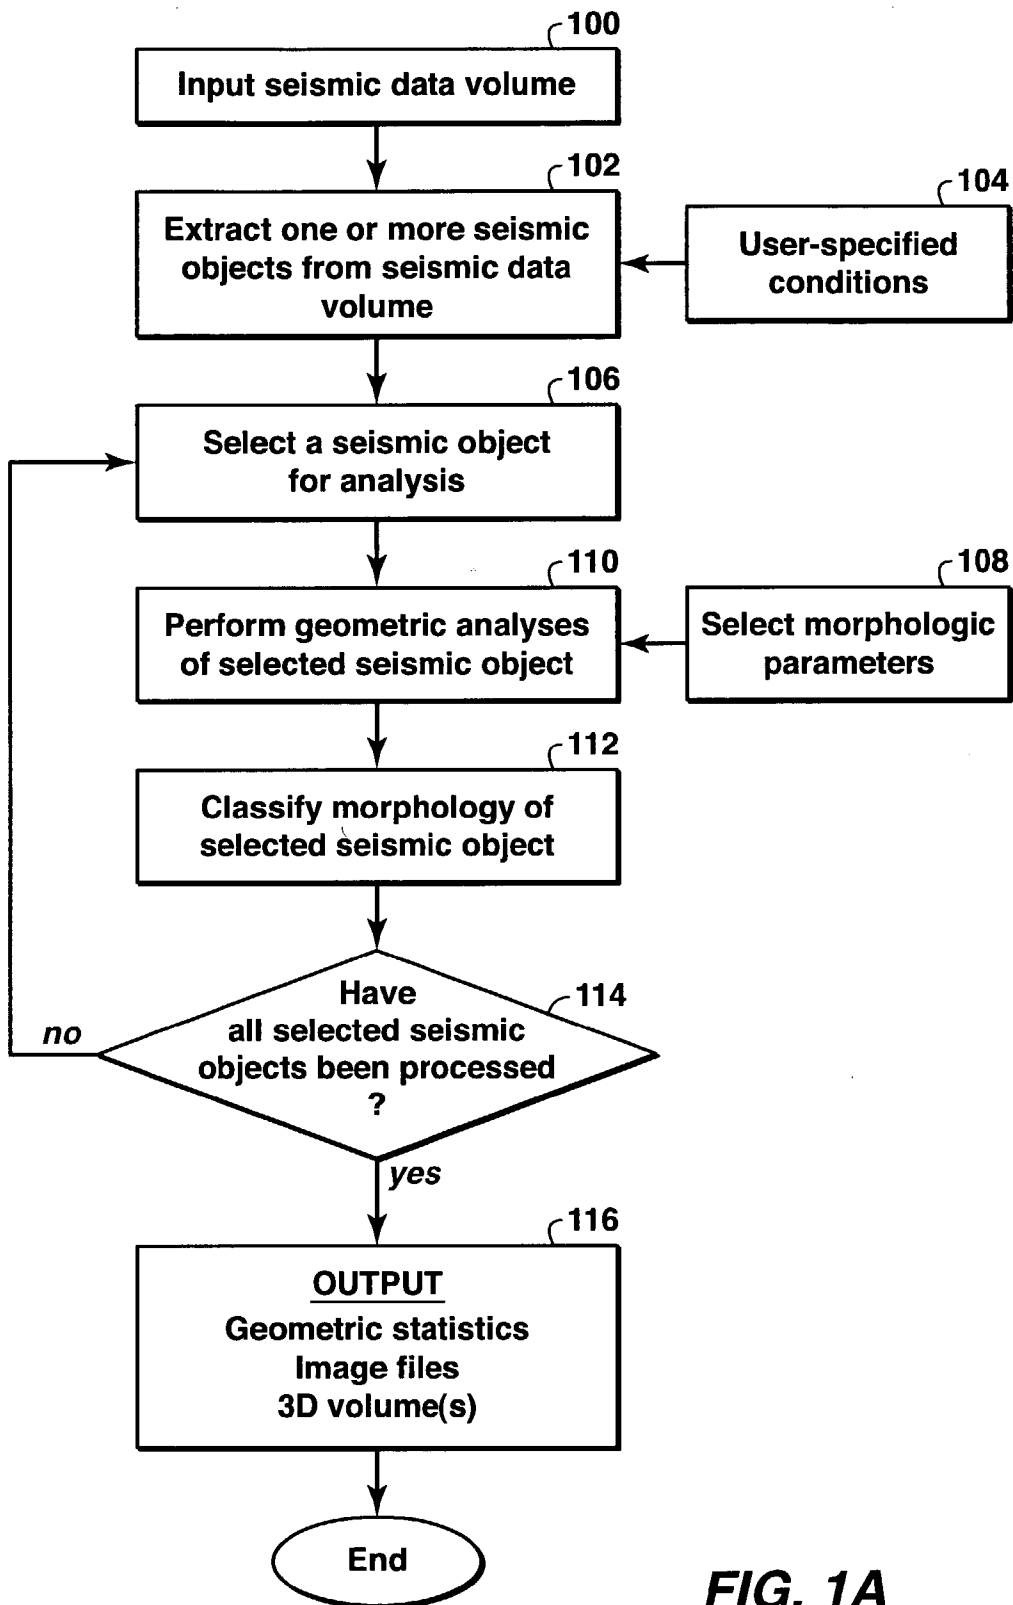 100
Input seismic data volume
102
Extract one or more seismic
objects from seismic data
volume
104
User-specified
conditions
106
Select a seismic object
for analysis
110
Perform geometric analyses
of selected seismic object
108
Select morphologic
parameters
112
Classify morphology of
selected seismic object
114
Have
all selected seismic
objects been processed
?
no
yes
116
OUTPUT
Geometric statistics
Image files
3D volume(s)
End
FIG. 1A